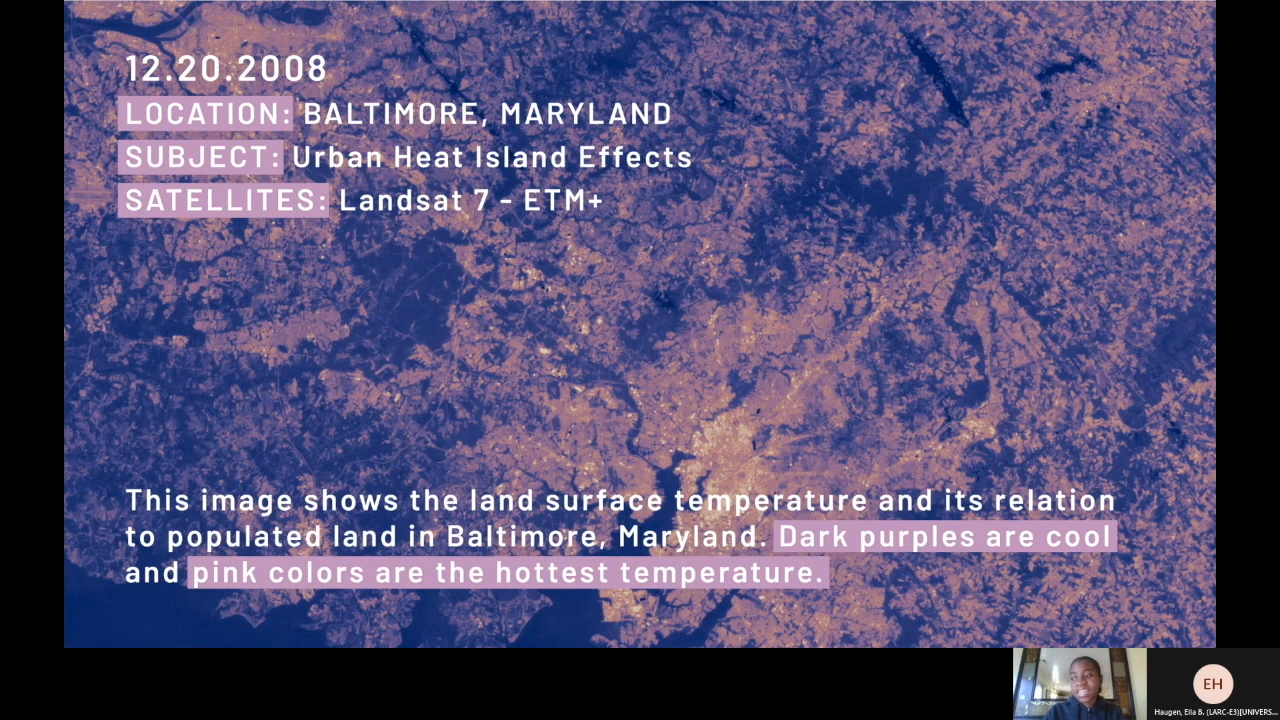 12.20.2008
LOCATION: BALTIMORE, MARYLAND
SUBJECT: Urban Heat Island Effects
SATELLITES: Landsat 7 - ETM+
This image shows the land surface temperature and its relation
to populated land in Baltimore, Maryland. Dark purples are cool
and pink colors are the hottest temperature.
EH
Haugen, Ella B. (LARC-E3)[UNIVERS...